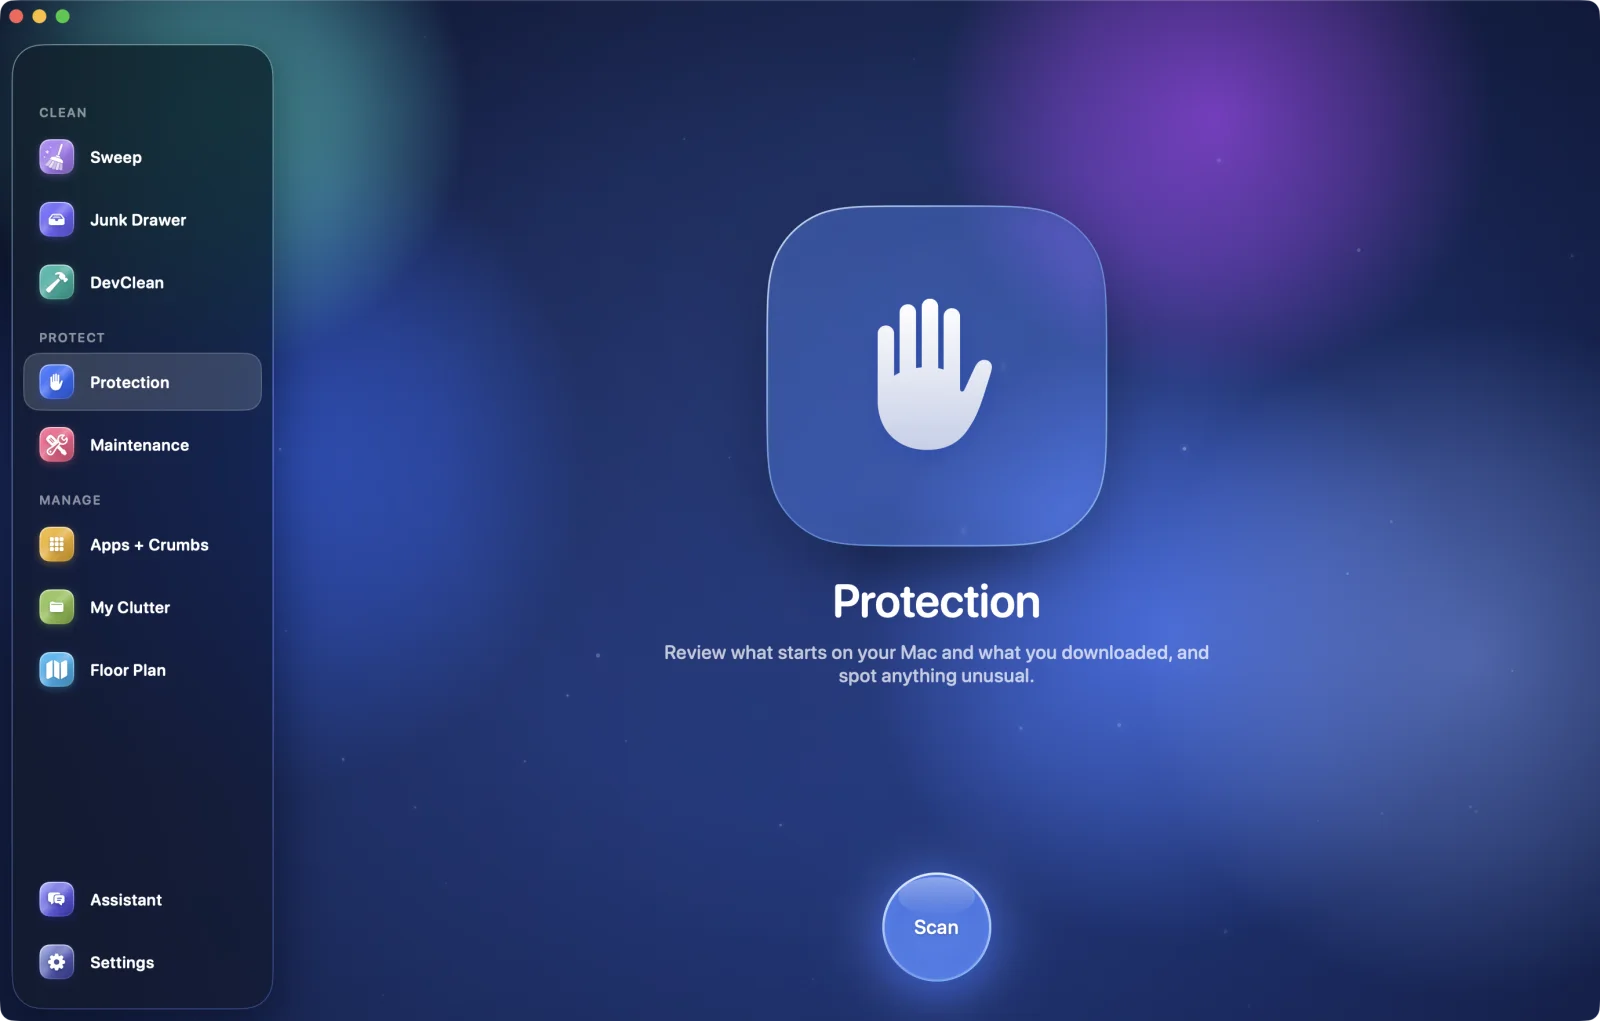 CLEAN
Sweep
Junk Drawer
DevClean
PROTECT
Protection
Maintenance
MANAGE
Apps + Crumbs
My Clutter
Floor Plan
Assistant
Settings
Protection
Review what starts on your Mac and what you downloaded, and
spot anything unusual.
Scan